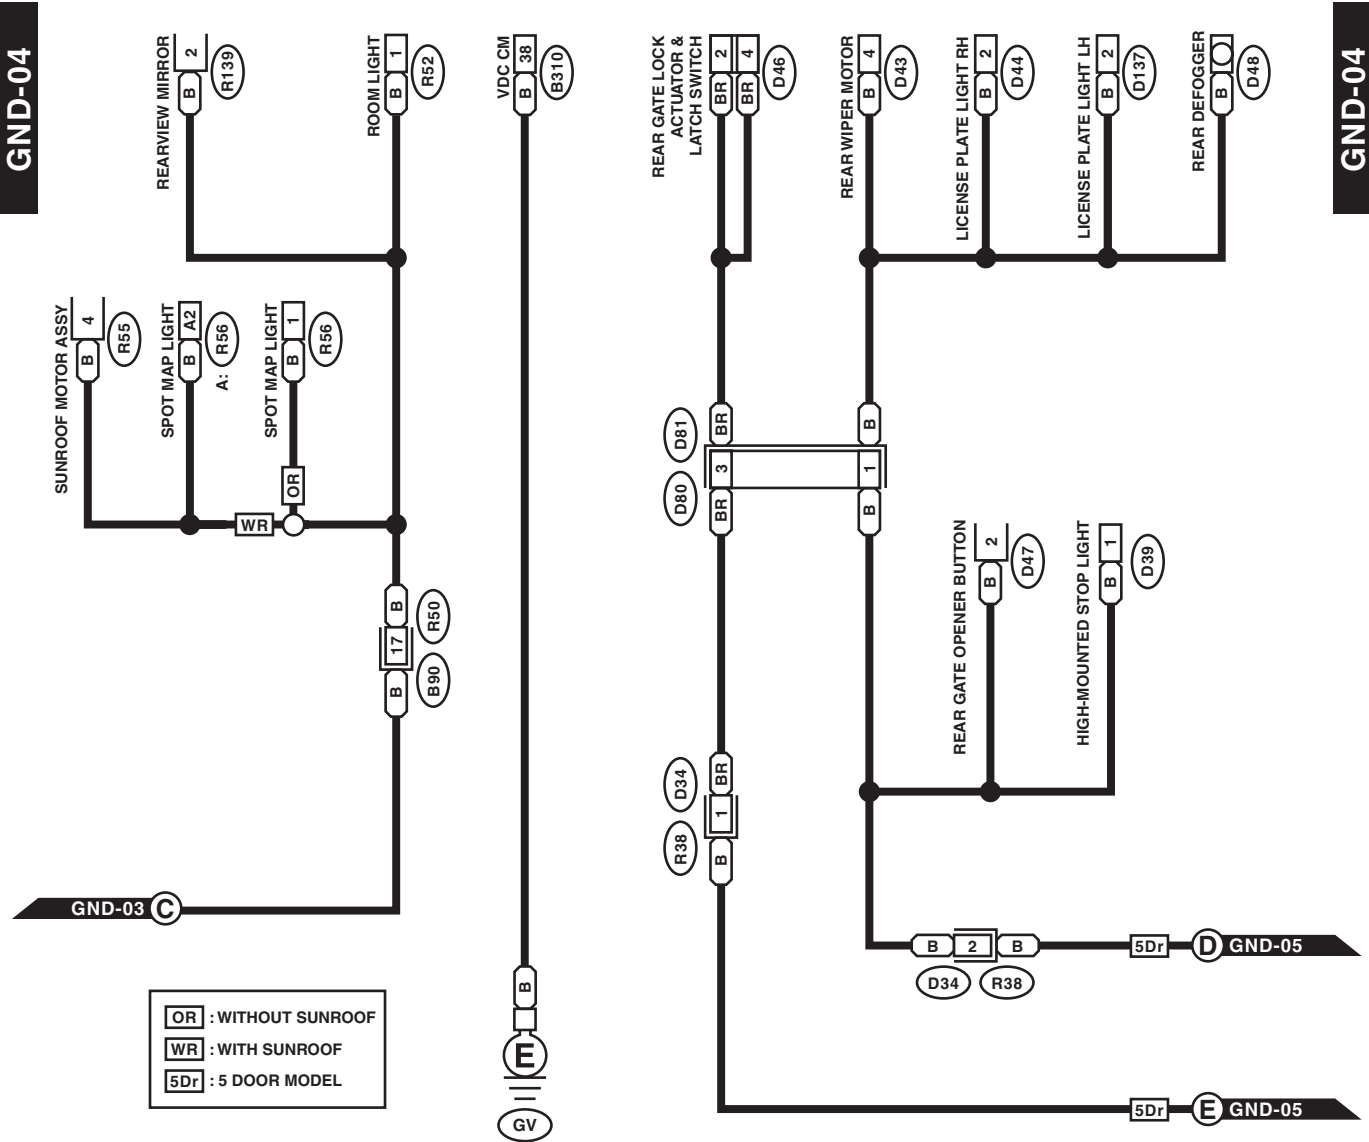 GND-04
GND-04
REARVIEW MIRROR
2
B
R139
ROOM LIGHT
1
B
R52
VDC CM
38
B
B310
REAR GATE LOCK
ACTUATOR &
LATCH SWITCH
2
4
BR
BR
D46
REAR WIPER MOTOR
4
B
D43
LICENSE PLATE LIGHT RH
2
B
D44
LICENSE PLATE LIGHT LH
2
B
D137
REAR DEFOGGER
B
D48
SUNROOF MOTOR ASSY
4
B
R55
SPOT MAP LIGHT
A2
B
A: R56
SPOT MAP LIGHT
1
B
R56
OR
WR
D81
BR
B
3
1
D80
BR
B
B
R50
17
B
B90
REAR GATE OPENER BUTTON
2
B
D47
HIGH-MOUNTED STOP LIGHT
1
B
D39
D34
BR
1
R38
B
GND-03 C
B 2 B
D34 R38
5Dr D GND-05
B
E
GV
OR : WITHOUT SUNROOF
WR : WITH SUNROOF
5Dr : 5 DOOR MODEL
5Dr E GND-05